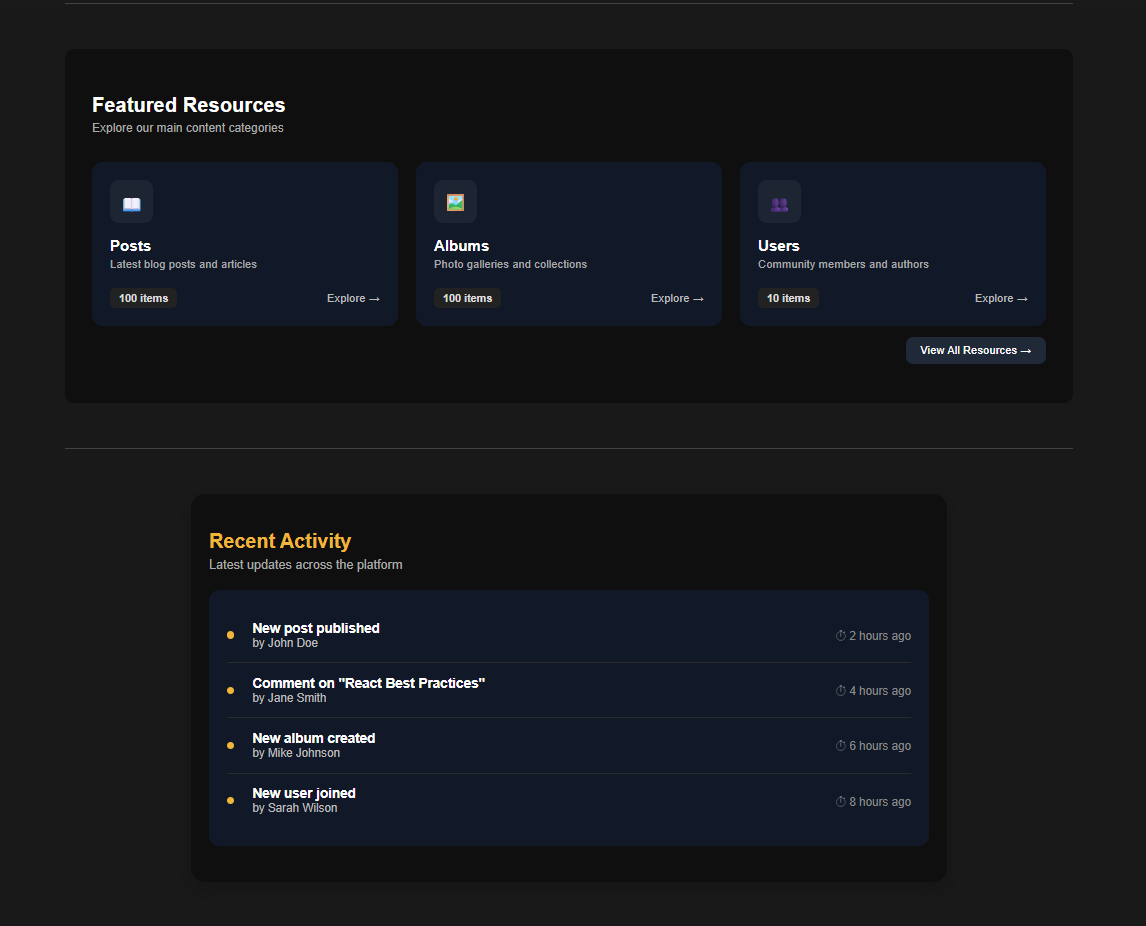 Featured Resources
Explore our main content categories
Posts
Latest blog posts and articles
100 items
Explore →
Albums
Photo galleries and collections
100 items
Explore →
Users
Community members and authors
10 items
Explore →
View All Resources →
Recent Activity
Latest updates across the platform
New post published
by John Doe
⏱ 2 hours ago
Comment on "React Best Practices"
by Jane Smith
⏱ 4 hours ago
New album created
by Mike Johnson
⏱ 6 hours ago
New user joined
by Sarah Wilson
⏱ 8 hours ago